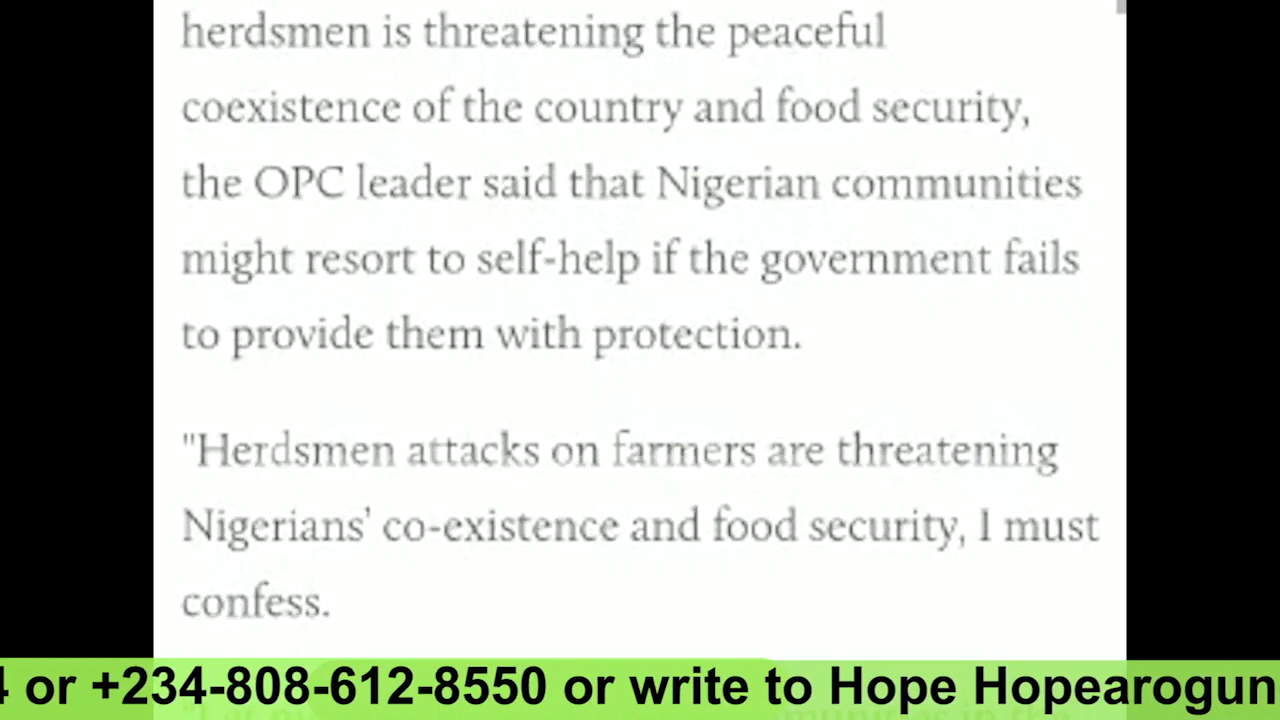 herdsmen is threatening the peaceful
coexistence of the country and food security,
the OPC leader said that Nigerian communities
might resort to self-help if the government fails
to provide them with protection.
"Herdsmen attacks on farmers are threatening
Nigerians' co-existence and food security, I must
confess.
4 or +234-808-612-8550 or write to Hope Hopearogun